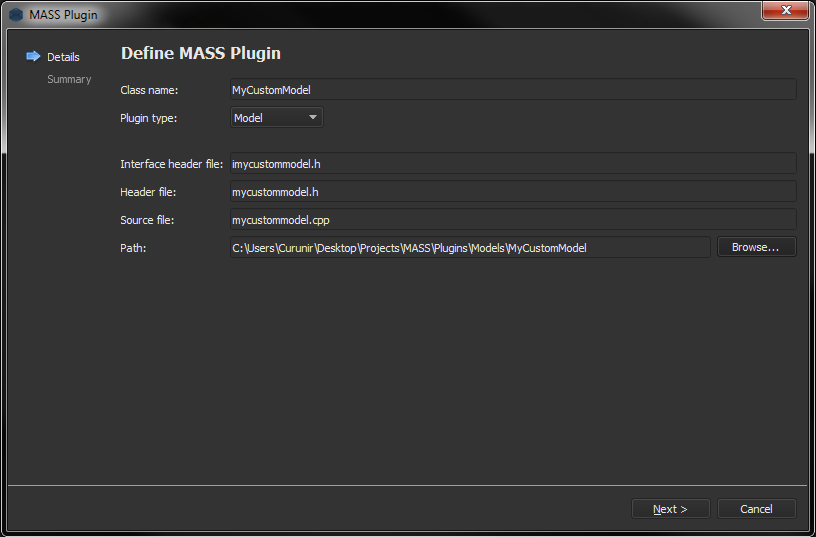 MASS Plugin
Details
Summary
Define MASS Plugin
Class name: MyCustomModel
Plugin type: Model
Interface header file: imycustommodel.h
Header file: mycustommodel.h
Source file: mycustommodel.cpp
Path: C:\Users\Curunir\Desktop\Projects\MASS\Plugins\Models\MyCustomModel Browse...
Next > Cancel